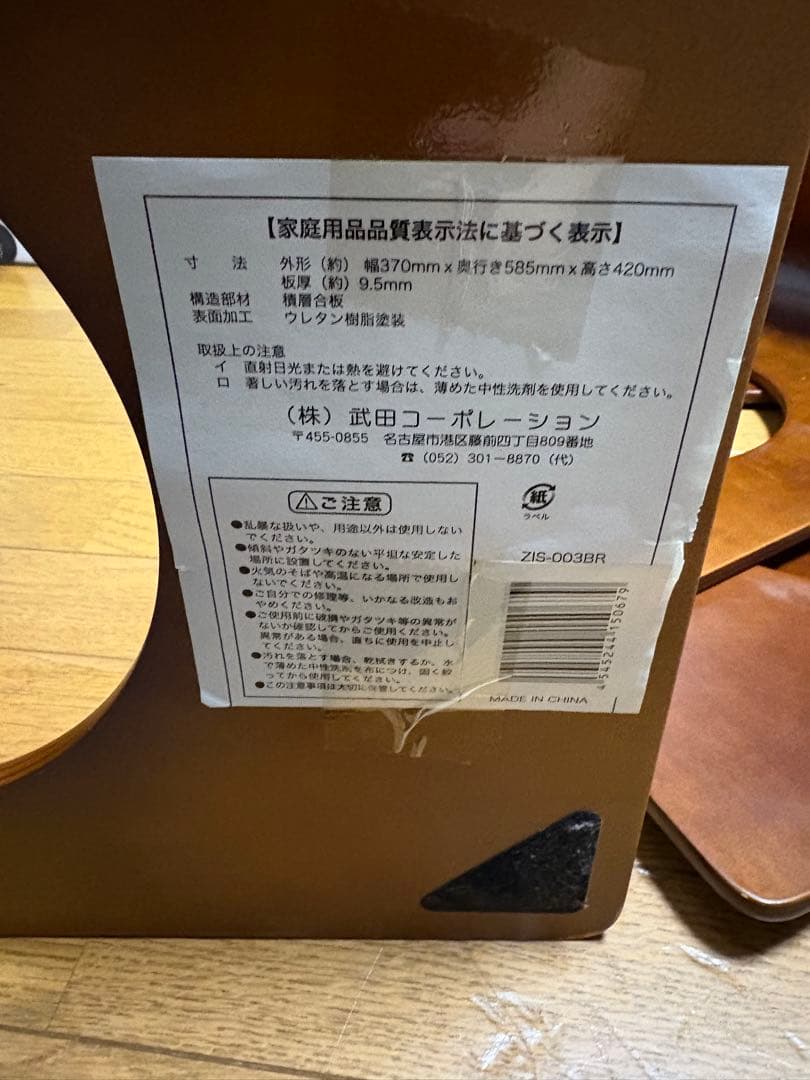 【家庭用品品質表示法に基づく表示】
寸法 外形（約） 幅370mm x 奥行き585mm x 高さ420mm
板厚（約）9.5mm
構造部材 積層合板
表面加工 ウレタン樹脂塗装
取扱上の注意
イ 直射日光または熱を避けてください。
ロ 著しい汚れを落とす場合は、薄めた中性洗剤を使用してください。
（株）武田コーポレーション
〒455-0855 名古屋市港区藤前四丁目809番地
☎（052）301-8870（代）
⚠ご注意
●乱暴な扱いや、用途以外は使用しない
でください。
●傾斜やガタツキのない平坦な安定した
場所に設置してください。
●火気のそばや高温になる場所で使用し
ないでください。
●ご自分での修理等、いかなる改造もお
やめください。
●ご使用前に破損やガタツキ等の異常が
ないか確認してからご使用ください。
異常がある場合、直ちに使用を中止し
てください。
●汚れを落とす場合、乾拭きするか、水
で薄めた中性洗剤を布につけ、固く絞
ってから使用してください。
●この注意事項は大切に保管してください。
紙
ラベル
ZIS-003BR
4545244150679
MADE IN CHINA